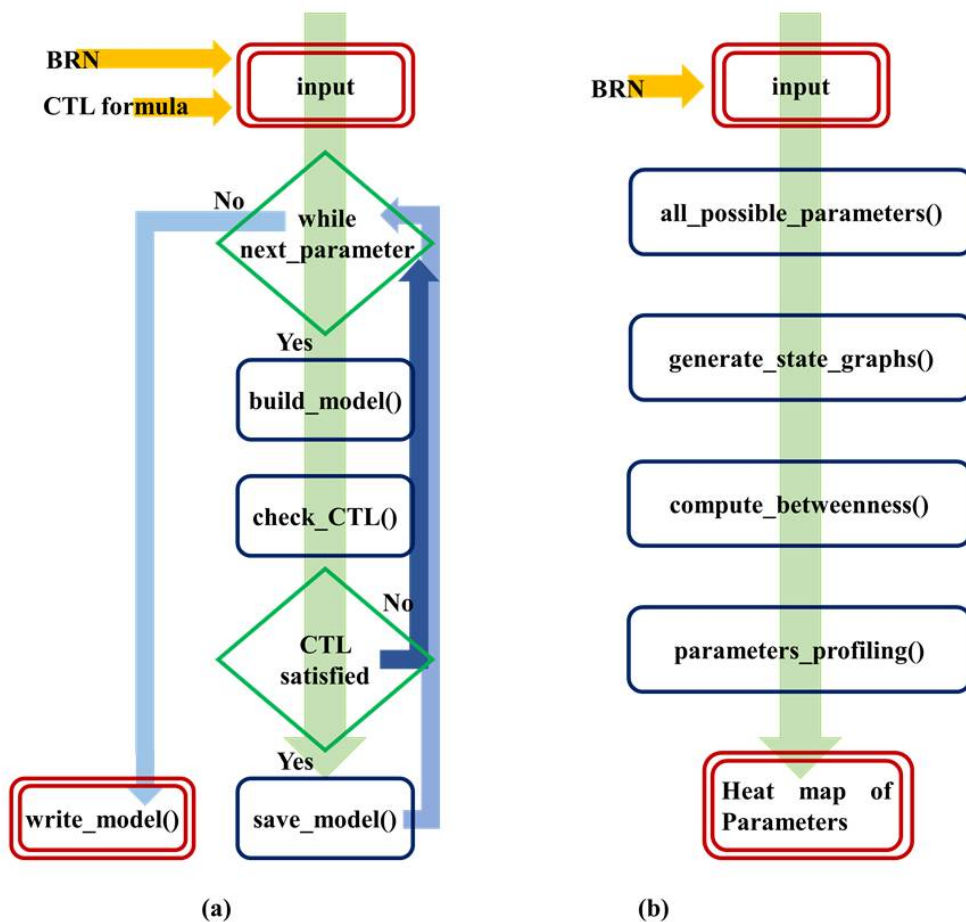 BRN
CTL formula
input
No
while
next_parameter
Yes
build_model()
check_CTL()
No
CTL
satisfied
Yes
write_model()
save_model()
(a)
BRN
input
all_possible_parameters()
generate_state_graphs()
compute_betweenness()
parameters_profiling()
Heat map of
Parameters
(b)